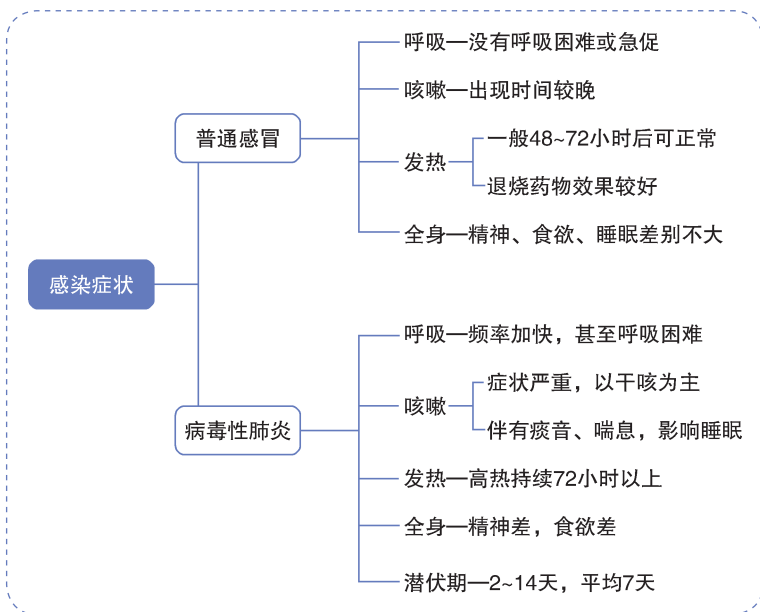 感染症状
普通感冒
呼吸—没有呼吸困难或急促
咳嗽—出现时间较晚
发热
一般48~72小时后可正常
退烧药物效果较好
全身—精神、食欲、睡眠差别不大
病毒性肺炎
呼吸—频率加快，甚至呼吸困难
咳嗽
症状严重，以干咳为主
伴有痰音、喘息，影响睡眠
发热—高热持续72小时以上
全身—精神差，食欲差
潜伏期—2~14天，平均7天